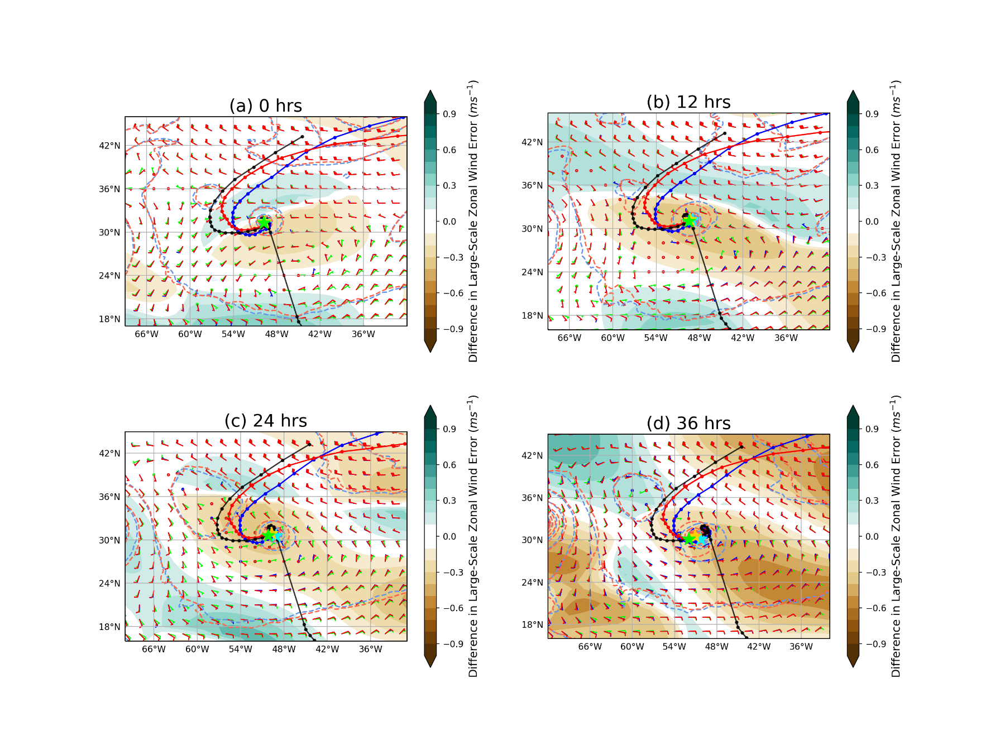 (a) 0 hrs
42°N
36°N
30°N
24°N
18°N
66°W 60°W 54°W 48°W 42°W 36°W
0.9
0.6
0.3
0.0
−0.3
−0.6
−0.9
Difference in Large-Scale Zonal Wind Error (ms⁻¹)
(b) 12 hrs
42°N
36°N
30°N
24°N
18°N
66°W 60°W 54°W 48°W 42°W 36°W
0.9
0.6
0.3
0.0
−0.3
−0.6
−0.9
Difference in Large-Scale Zonal Wind Error (ms⁻¹)
(c) 24 hrs
42°N
36°N
30°N
24°N
18°N
66°W 60°W 54°W 48°W 42°W 36°W
0.9
0.6
0.3
0.0
−0.3
−0.6
−0.9
Difference in Large-Scale Zonal Wind Error (ms⁻¹)
(d) 36 hrs
42°N
36°N
30°N
24°N
18°N
66°W 60°W 54°W 48°W 42°W 36°W
0.9
0.6
0.3
0.0
−0.3
−0.6
−0.9
Difference in Large-Scale Zonal Wind Error (ms⁻¹)